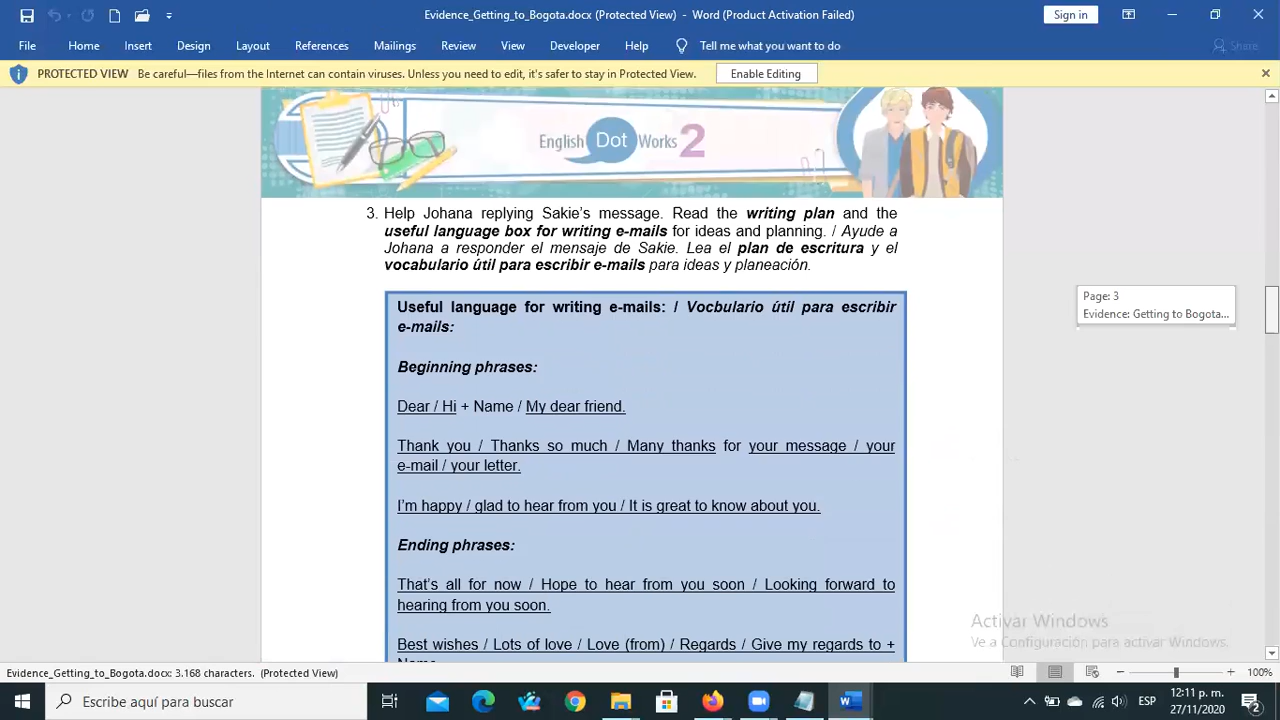 Evidence_Getting_to_Bogota.docx (Protected View) - Word (Product Activation Failed)
Sign in
File Home Insert Design Layout References Mailings Review View Developer Help Tell me what you want to do Share
PROTECTED VIEW Be careful—files from the Internet can contain viruses. Unless you need to edit, it's safer to stay in Protected View. Enable Editing
English Dot Works 2
3. Help Johana replying Sakie's message. Read the writing plan and the
useful language box for writing e-mails for ideas and planning. / Ayude a
Johana a responder el mensaje de Sakie. Lea el plan de escritura y el
vocabulario útil para escribir e-mails para ideas y planeación.
Page: 3
Evidence: Getting to Bogota...
Useful language for writing e-mails: / Vocbulario útil para escribir
e-mails:
Beginning phrases:
Dear / Hi + Name / My dear friend.
Thank you / Thanks so much / Many thanks for your message / your
e-mail / your letter.
I'm happy / glad to hear from you / It is great to know about you.
Ending phrases:
That's all for now / Hope to hear from you soon / Looking forward to
hearing from you soon.
Best wishes / Lots of love / Love (from) / Regards / Give my regards to +
Name
Activar Windows
Ve a Configuración para activar Windows.
Evidence_Getting_to_Bogota.docx: 3.168 characters. (Protected View)
100%
Escribe aquí para buscar
ESP
12:11 p. m.
27/11/2020
2